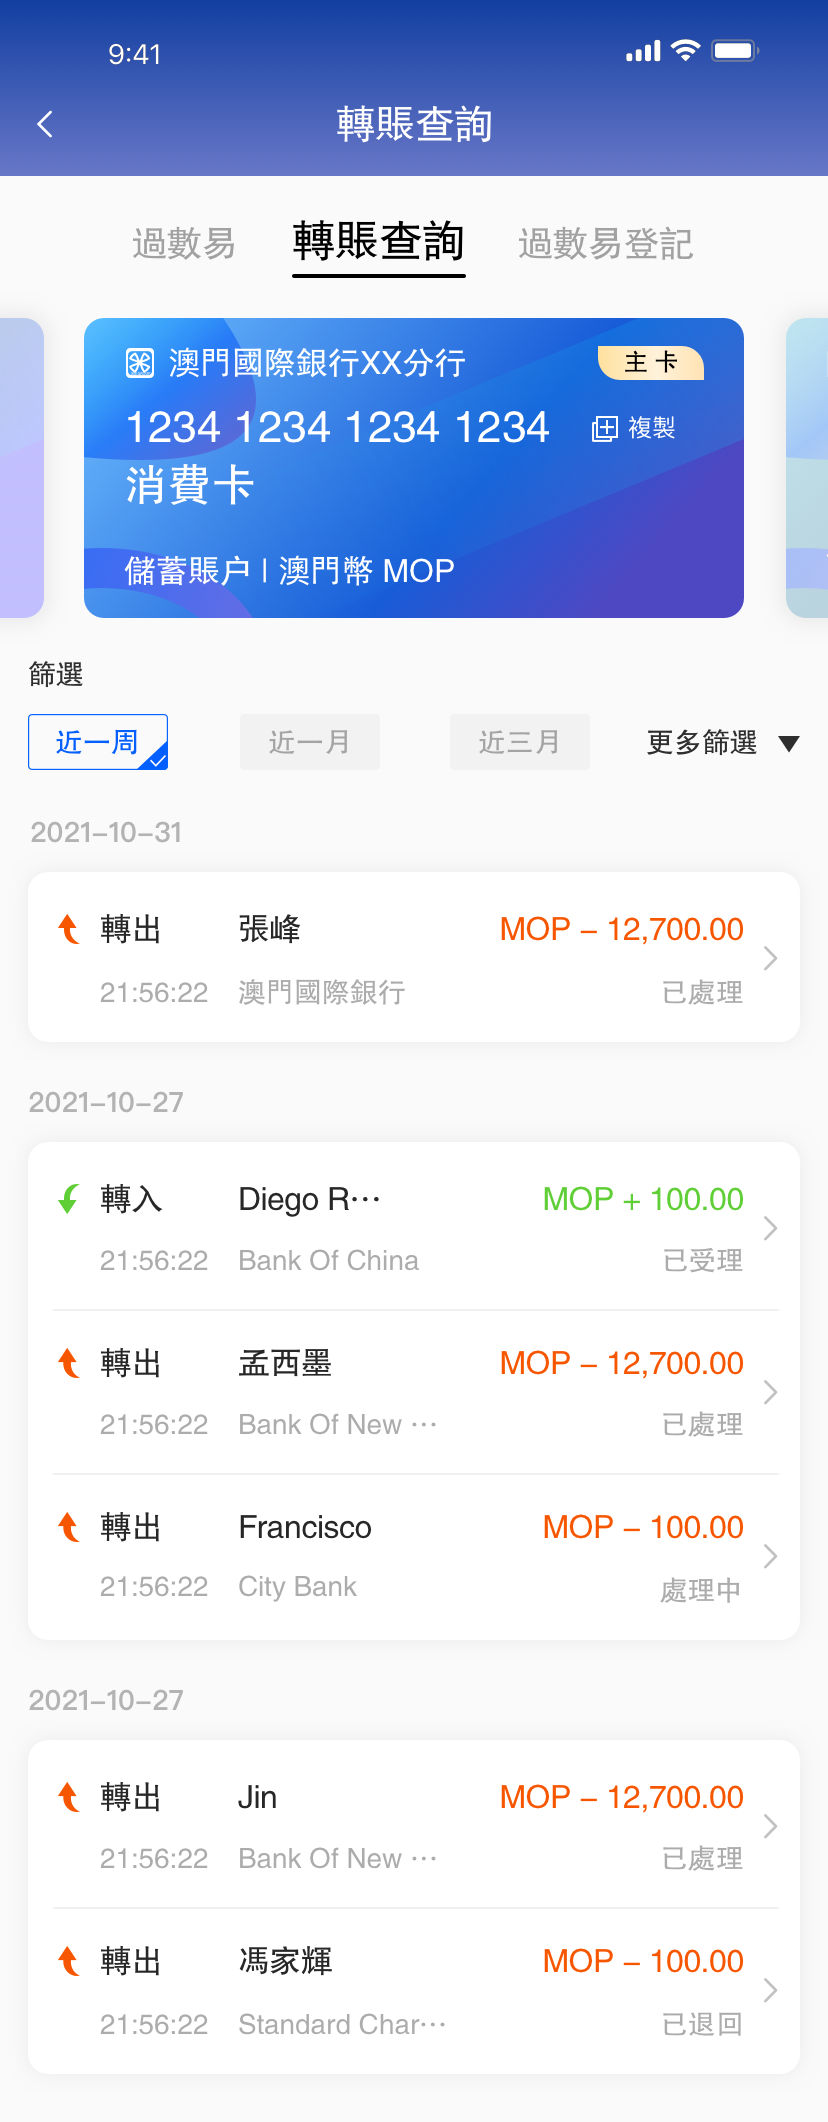 9:41
轉賬查詢
過數易 轉賬查詢 過數易登記
澳門國際銀行XX分行 主卡
1234 1234 1234 1234 複製
消費卡
儲蓄賬户 | 澳門幣 MOP
篩選
近一周 近一月 近三月 更多篩選
2021-10-31
轉出 張峰 MOP – 12,700.00
21:56:22 澳門國際銀行 已處理
2021-10-27
轉入 Diego R··· MOP + 100.00
21:56:22 Bank Of China 已受理
轉出 孟西墨 MOP – 12,700.00
21:56:22 Bank Of New ··· 已處理
轉出 Francisco MOP – 100.00
21:56:22 City Bank 處理中
2021-10-27
轉出 Jin MOP – 12,700.00
21:56:22 Bank Of New ··· 已處理
轉出 馮家輝 MOP – 100.00
21:56:22 Standard Char··· 已退回